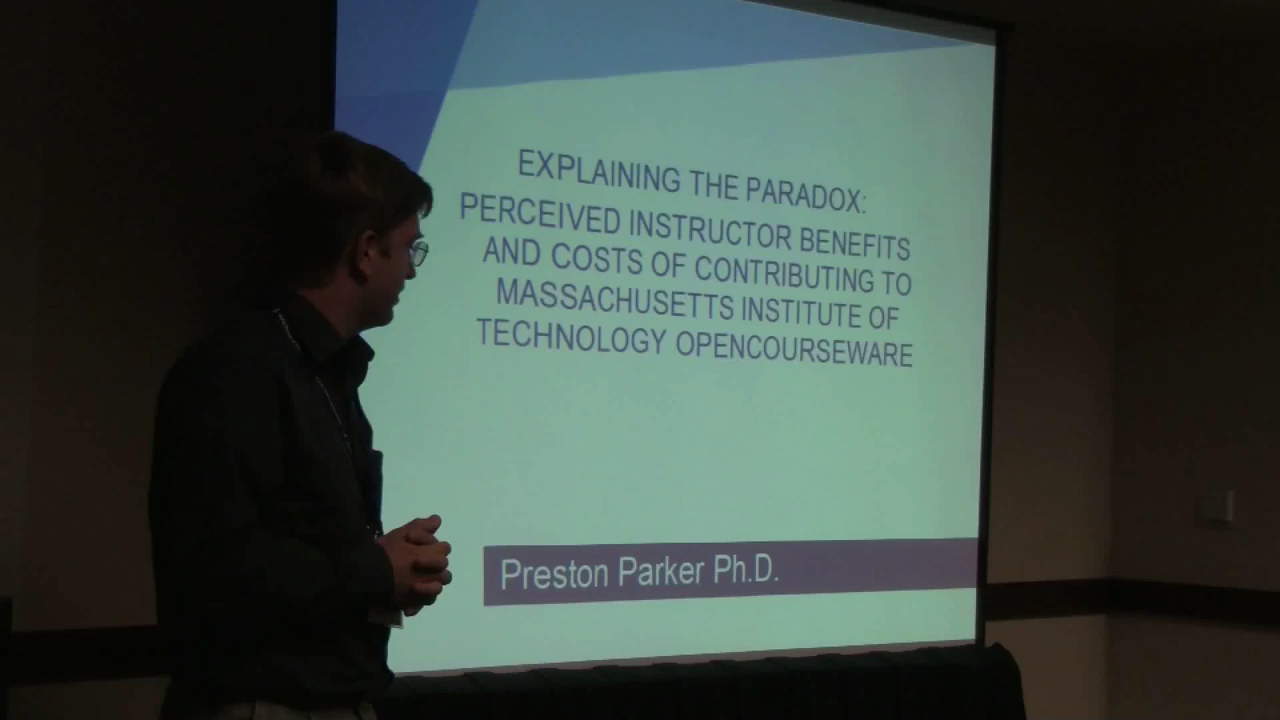 EXPLAINING THE PARADOX:
PERCEIVED INSTRUCTOR BENEFITS
AND COSTS OF CONTRIBUTING TO
MASSACHUSETTS INSTITUTE OF
TECHNOLOGY OPENCOURSEWARE
Preston Parker Ph.D.